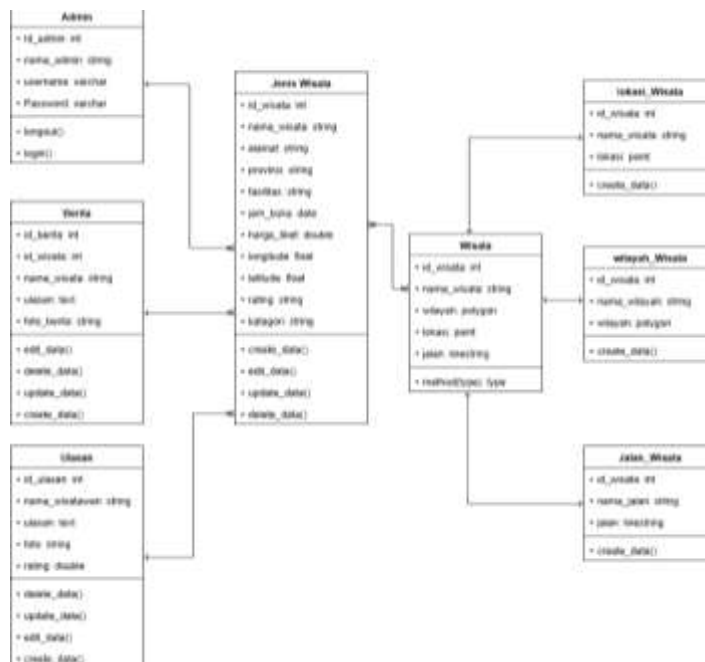 Admin
+ id_admin int
+ nama_admin string
+ username varchar
+ Password varchar
+ longout()
+ login()
Berita
+ id_berita int
+ id_wisata int
+ nama_wisata string
+ ulasan text
+ foto_berita string
+ edit_data()
+ delete_data()
+ update_data()
+ create_data()
Ulasan
+ id_ulasan int
+ nama_wisatawan string
+ ulasan text
+ foto string
+ rating double
+ delete_data()
+ update_data()
+ edit_data()
+ create_data()
Jenis Wisata
+ id_wisata int
+ nama_wisata string
+ alamat string
+ provinsi string
+ fasilitas string
+ jam_buka date
+ harga_tiket double
+ longitude float
+ latitude float
+ rating string
+ kategori string
+ create_data()
+ edit_data()
+ update_data()
+ delete_data()
Wisata
+ id_wisata int
+ nama_wisata string
+ wilayah polygon
+ lokasi point
+ jalan linestring
+ method(type) type
lokasi_Wisata
+ id_wisata int
+ nama_wisata string
+ lokasi point
+ create_data()
wilayah_Wisata
+ id_wisata int
+ nama_wilayah string
+ wilayah polygon
+ create_data()
Jalan_Wisata
+ id_wisata int
+ nama_jalan string
+ jalan linestring
+ create_data()